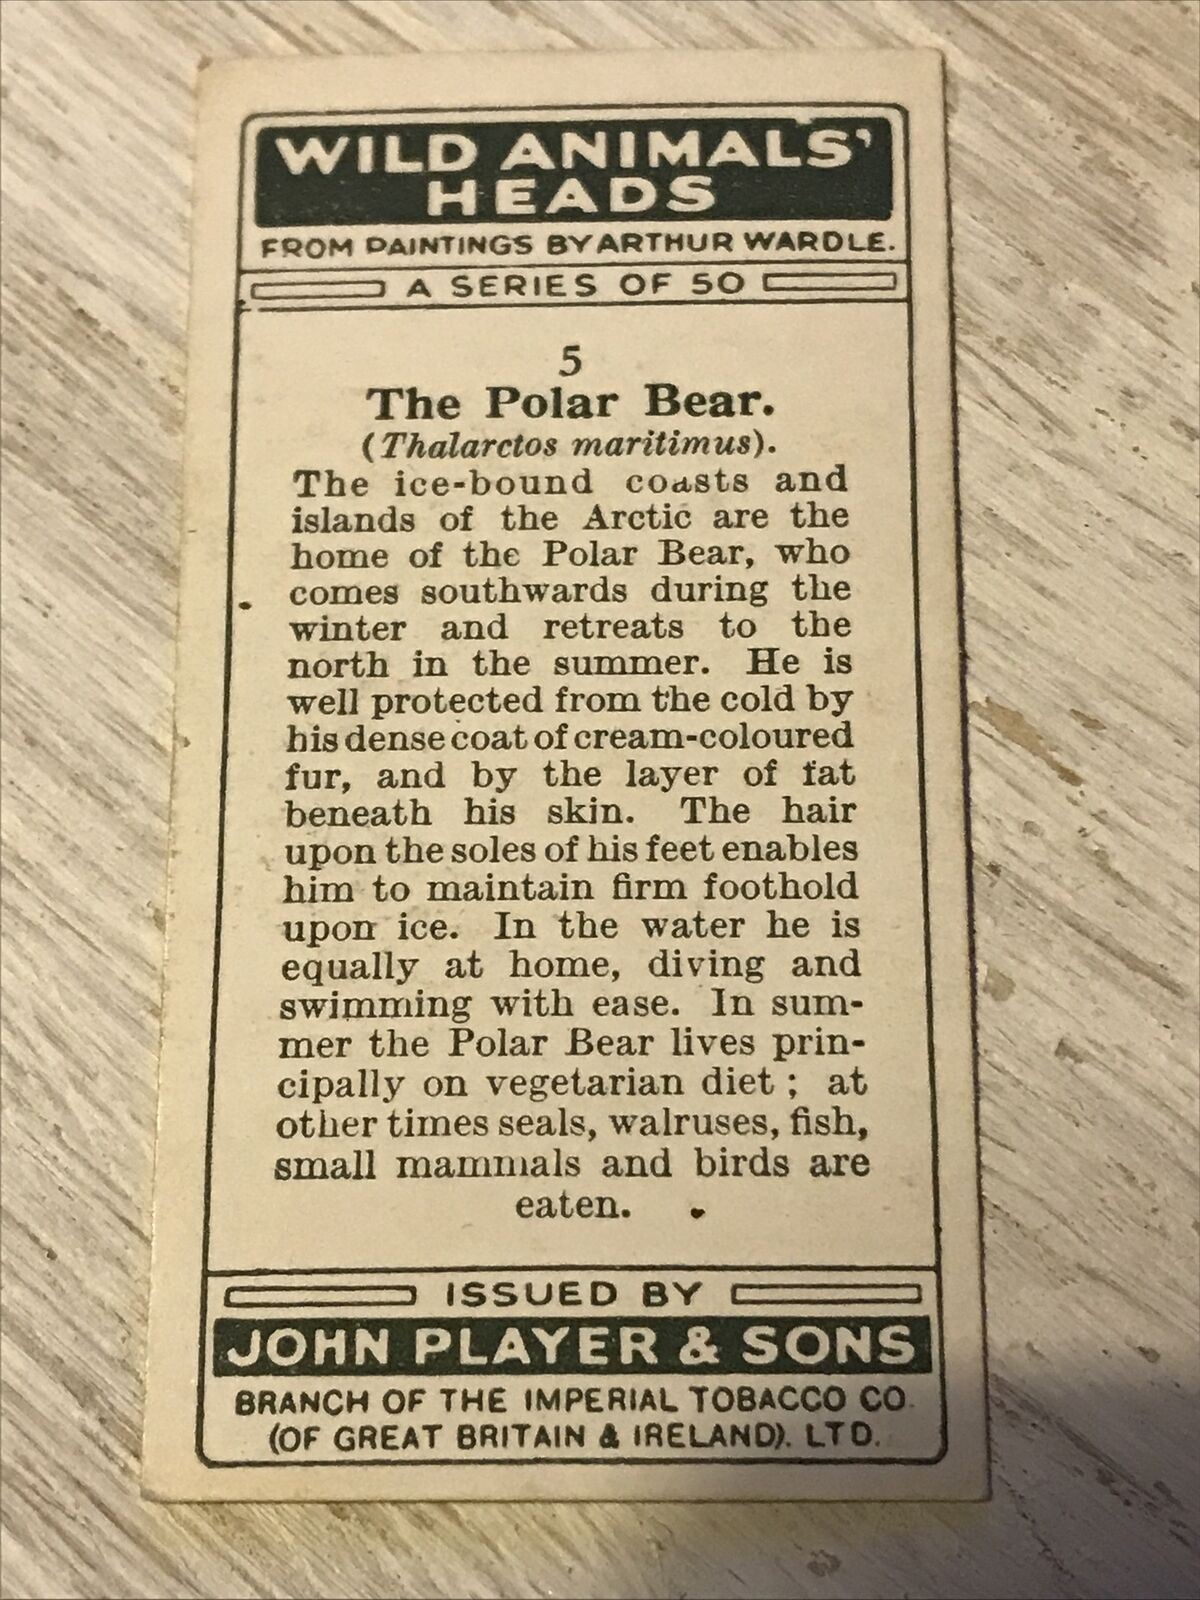 WILD ANIMALS'
HEADS
FROM PAINTINGS BY ARTHUR WARDLE.
A SERIES OF 50
5
The Polar Bear.
(Thalarctos maritimus).
The ice-bound coasts and
islands of the Arctic are the
home of the Polar Bear, who
comes southwards during the
winter and retreats to the
north in the summer. He is
well protected from the cold by
his dense coat of cream-coloured
fur, and by the layer of fat
beneath his skin. The hair
upon the soles of his feet enables
him to maintain firm foothold
upon ice. In the water he is
equally at home, diving and
swimming with ease. In sum-
mer the Polar Bear lives prin-
cipally on vegetarian diet ; at
other times seals, walruses, fish,
small mammals and birds are
eaten.
ISSUED BY
JOHN PLAYER & SONS
BRANCH OF THE IMPERIAL TOBACCO CO.
(OF GREAT BRITAIN & IRELAND). LTD.